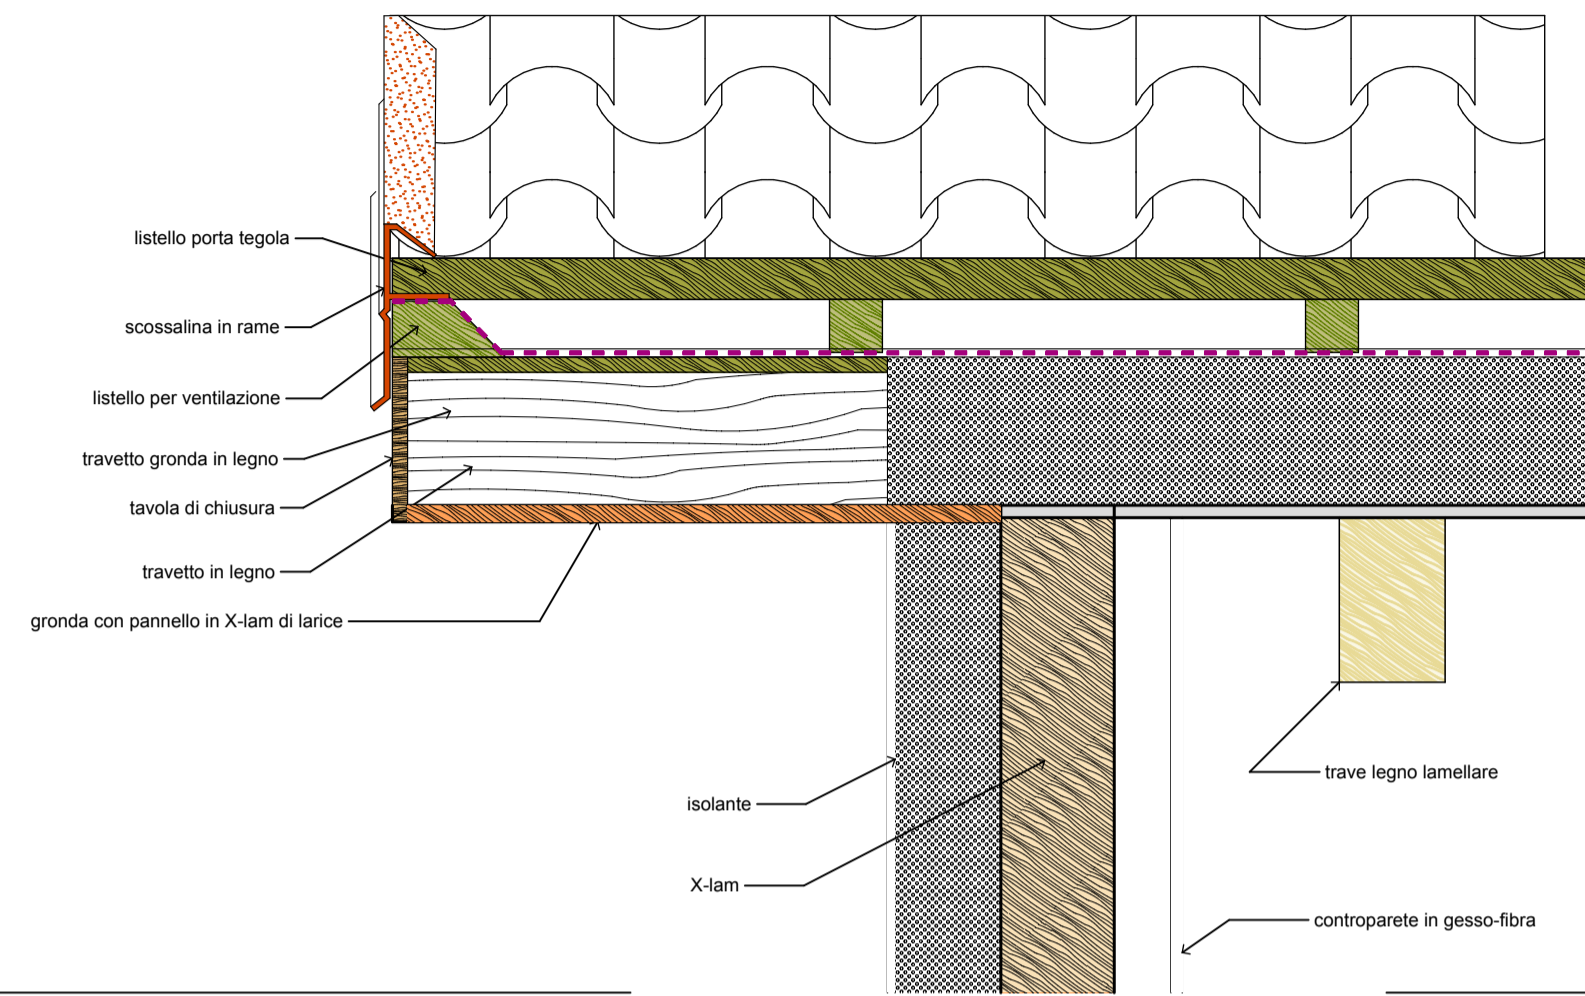 listello porta tegola
scossalina in rame
listello per ventilazione
travetto gronda in legno
tavola di chiusura
travetto in legno
gronda con pannello in X-lam di larice
trave legno lamellare
isolante
X-lam
controparete in gesso-fibra